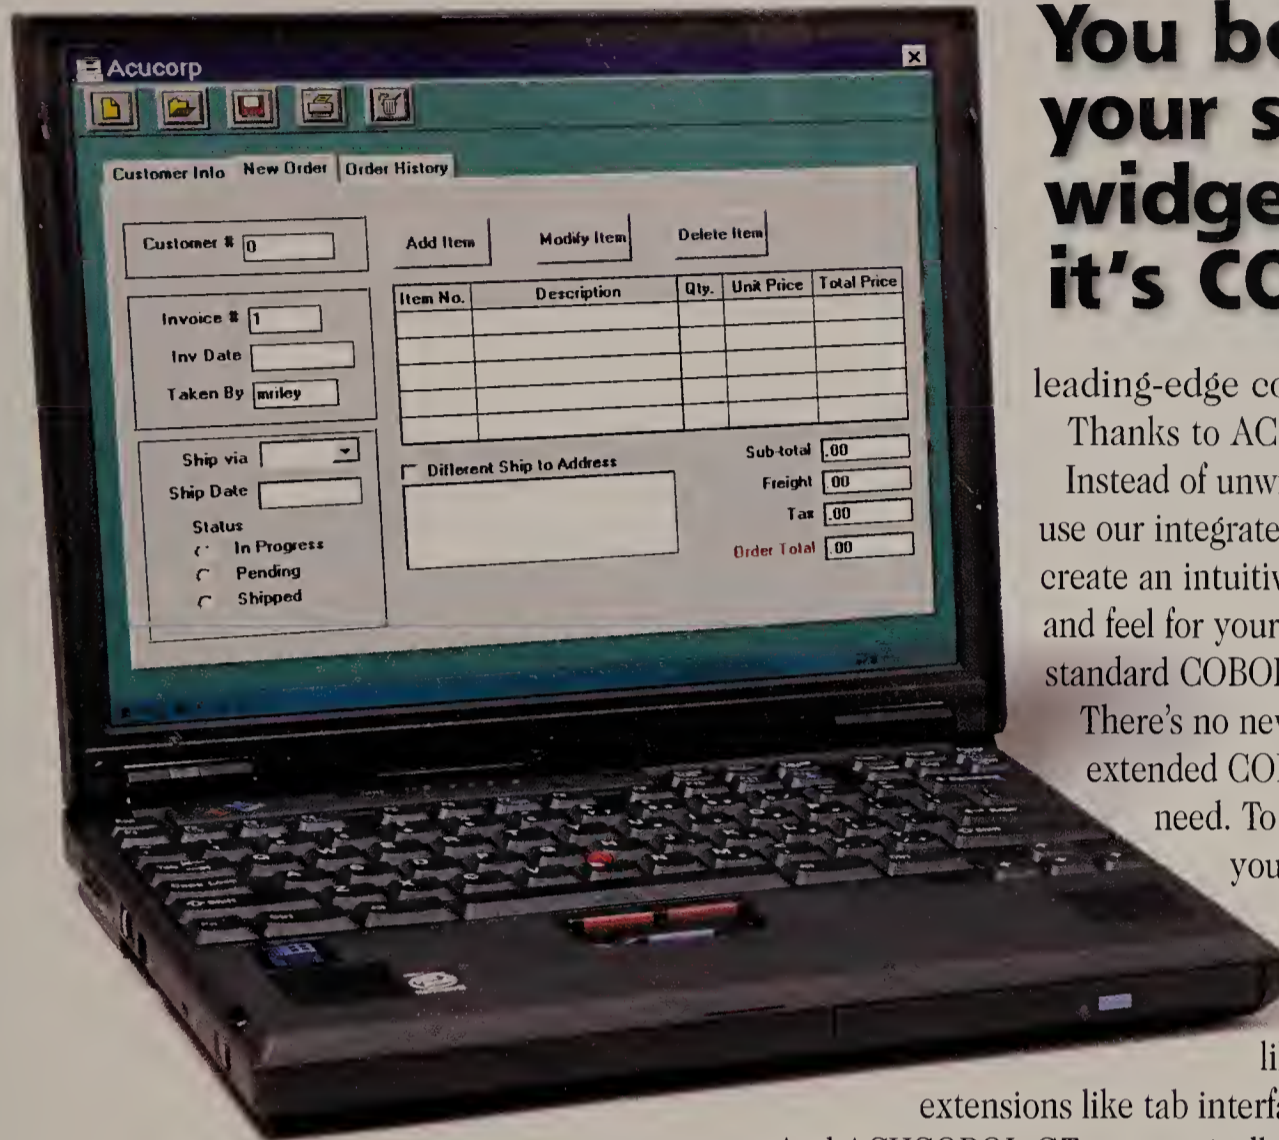 Acucorp
Customer Info New Order Order History
Customer # 0
Add Item Modify Item Delete Item
Item No. Description Qty. Unit Price Total Price
Invoice # 1
Inv Date
Taken By mriley
Ship via
Ship Date
Status
In Progress
Pending
Shipped
Different Ship to Address
Sub-total .00
Freight .00
Tax .00
Order Total .00
You be
your s
widge
it's CO
leading-edge co
Thanks to AC
Instead of unw
use our integrate
create an intuitiv
and feel for your
standard COBOL
There's no nev
extended CO
need. To
you
li
extensions like tab interfa
And ACUCOBOL-GT